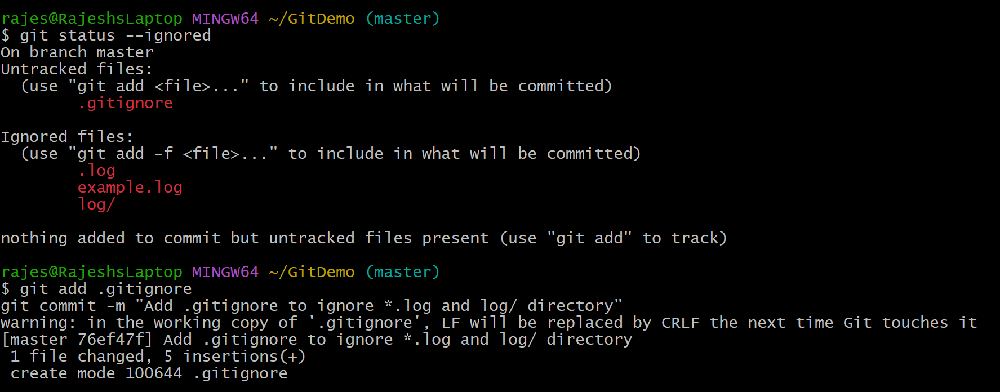 rajes@RajeshsLaptop MINGW64 ~/GitDemo (master)
$ git status --ignored
On branch master
Untracked files:
  (use "git add <file>..." to include in what will be committed)
        .gitignore

Ignored files:
  (use "git add -f <file>..." to include in what will be committed)
        .log
        example.log
        log/

nothing added to commit but untracked files present (use "git add" to track)

rajes@RajeshsLaptop MINGW64 ~/GitDemo (master)
$ git add .gitignore
git commit -m "Add .gitignore to ignore *.log and log/ directory"
warning: in the working copy of '.gitignore', LF will be replaced by CRLF the next time Git touches it
[master 76ef47f] Add .gitignore to ignore *.log and log/ directory
 1 file changed, 5 insertions(+)
 create mode 100644 .gitignore